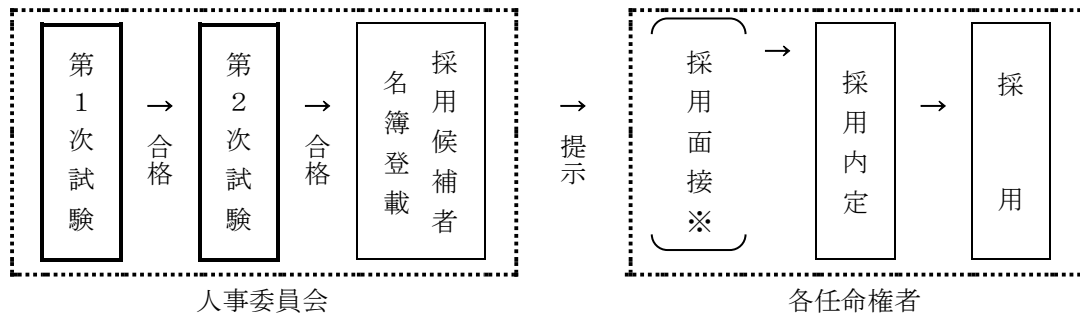 第1次試験
→
合格
第2次試験
→
合格
採用候補者
名簿登載
→
提示
採用面接※
→
採用内定
→
採用
人事委員会
各任命権者